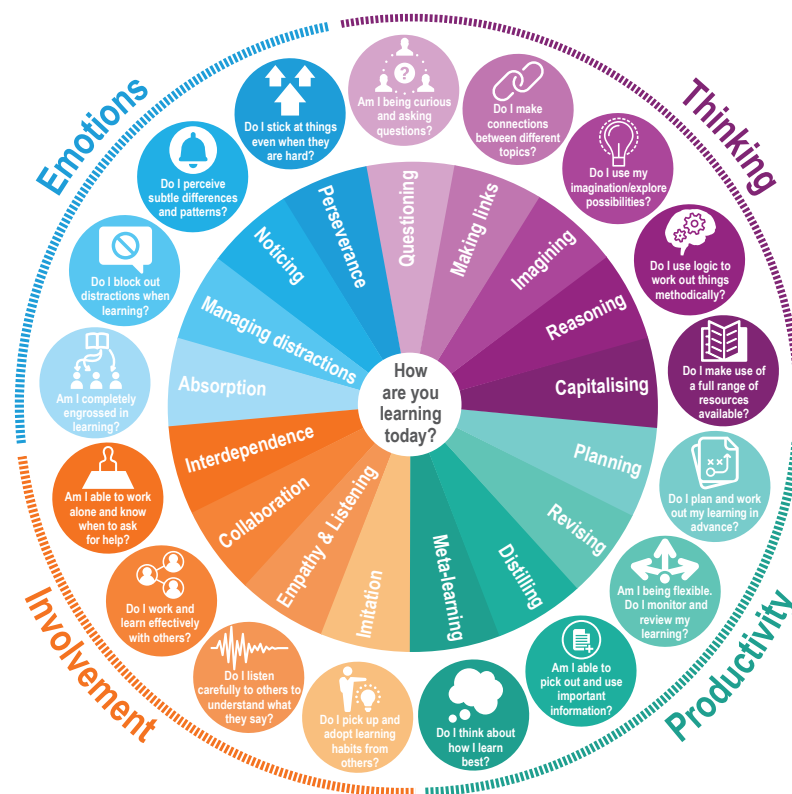 Emotions
Thinking
Involvement
Productivity
How
are you
learning
today?
Questioning
Making links
Imagining
Reasoning
Capitalising
Planning
Revising
Distilling
Meta-learning
Imitation
Empathy & Listening
Collaboration
Interdependence
Absorption
Managing distractions
Noticing
Perseverance
?
Am I being curious
and asking
questions?
Do I make
connections
between different
topics?
Do I use my
imagination/explore
possibilities?
Do I use logic to
work out things
methodically?
Do I make use of
a full range of
resources
available?
Do I plan and work
out my learning in
advance?
Am I being flexible.
Do I monitor and
review my
learning?
Am I able to
pick out and use
important
information?
Do I think about
how I learn
best?
Do I pick up and
adopt learning
habits from
others?
Do I listen
carefully to others to
understand what
they say?
Do I work and
learn effectively
with others?
Am I able to work
alone and know
when to ask
for help?
Am I completely
engrossed in
learning?
Do I block out
distractions when
learning?
Do I perceive
subtle differences
and patterns?
Do I stick at things
even when they
are hard?